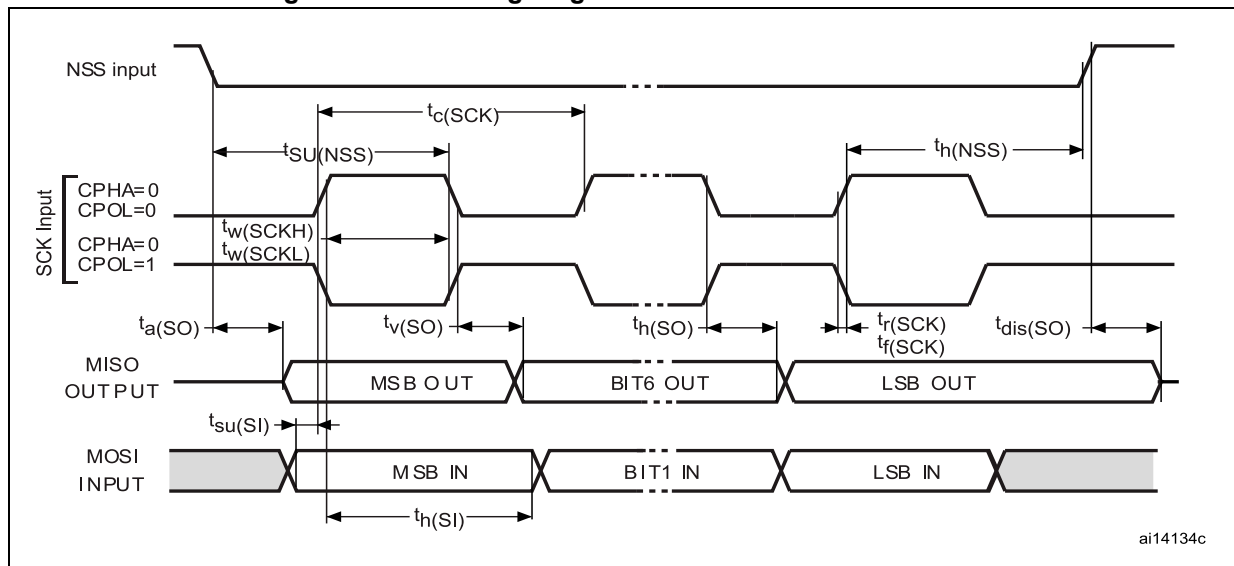 NSS input
tc(SCK)
tSU(NSS)
th(NSS)
SCK Input
CPHA=0
CPOL=0
CPHA=0
CPOL=1
tw(SCKH)
tw(SCKL)
ta(SO)
tv(SO)
th(SO)
tr(SCK)
tf(SCK)
tdis(SO)
MISO
OUTPUT
MSB OUT
BIT6 OUT
LSB OUT
tsu(SI)
MOSI
INPUT
MSB IN
BIT1 IN
LSB IN
th(SI)
ai14134c